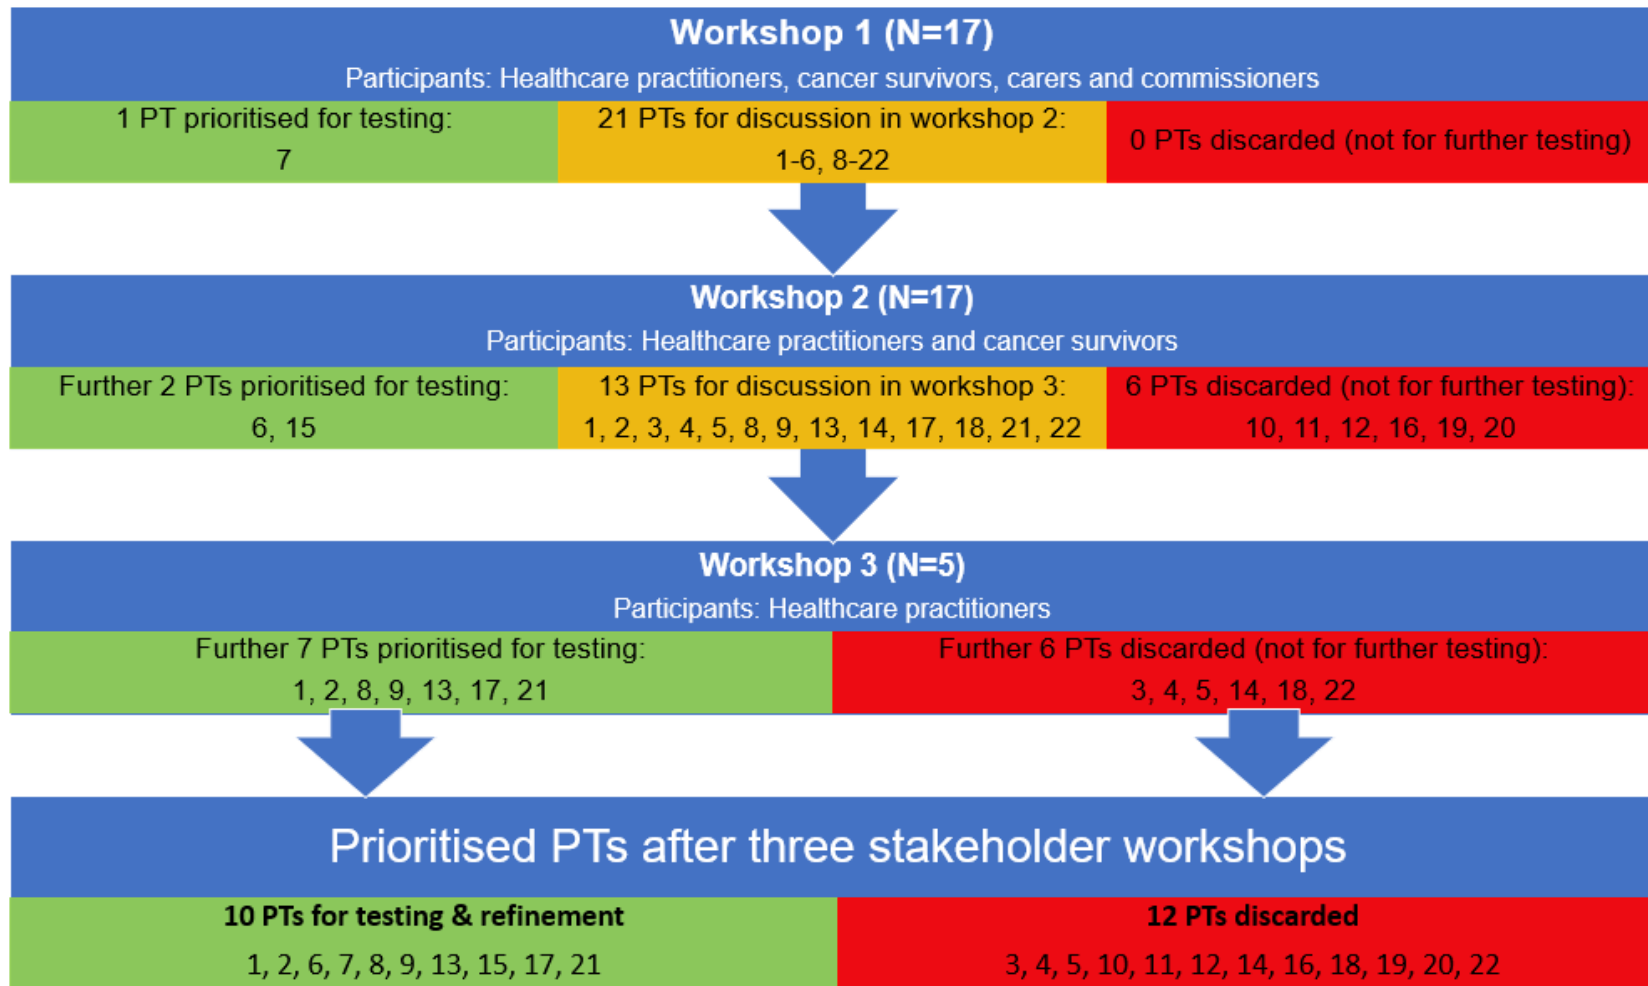 Workshop 1 (N=17)
Participants: Healthcare practitioners, cancer survivors, carers and commissioners
1 PT prioritised for testing:
7
21 PTs for discussion in workshop 2:
1-6, 8-22
0 PTs discarded (not for further testing)
Workshop 2 (N=17)
Participants: Healthcare practitioners and cancer survivors
Further 2 PTs prioritised for testing:
6, 15
13 PTs for discussion in workshop 3:
1, 2, 3, 4, 5, 8, 9, 13, 14, 17, 18, 21, 22
6 PTs discarded (not for further testing):
10, 11, 12, 16, 19, 20
Workshop 3 (N=5)
Participants: Healthcare practitioners
Further 7 PTs prioritised for testing:
1, 2, 8, 9, 13, 17, 21
Further 6 PTs discarded (not for further testing):
3, 4, 5, 14, 18, 22
Prioritised PTs after three stakeholder workshops
10 PTs for testing & refinement
1, 2, 6, 7, 8, 9, 13, 15, 17, 21
12 PTs discarded
3, 4, 5, 10, 11, 12, 14, 16, 18, 19, 20, 22